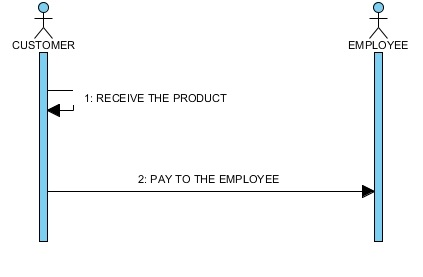 CUSTOMER
EMPLOYEE
1: RECEIVE THE PRODUCT
2: PAY TO THE EMPLOYEE